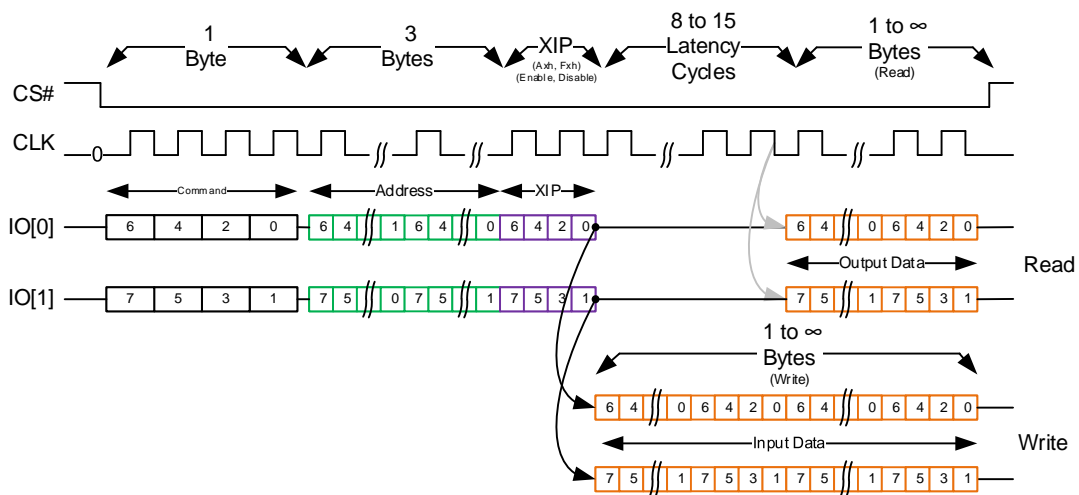 1
Byte
3
Bytes
XIP
(Axh, Fxh)
(Enable, Disable)
8 to 15
Latency
Cycles
1 to ∞
Bytes
(Read)
CS#
CLK
0
Command
Address
XIP
IO[0] 6 4 2 0 6 4 1 6 4 0 6 4 2 0 6 4 0 6 4 2 0
Output Data
Read
IO[1] 7 5 3 1 7 5 0 7 5 1 7 5 3 1 7 5 1 7 5 3 1
1 to ∞
Bytes
(Write)
6 4 0 6 4 2 0 6 4 0 6 4 2 0
Input Data
Write
7 5 1 7 5 3 1 7 5 1 7 5 3 1